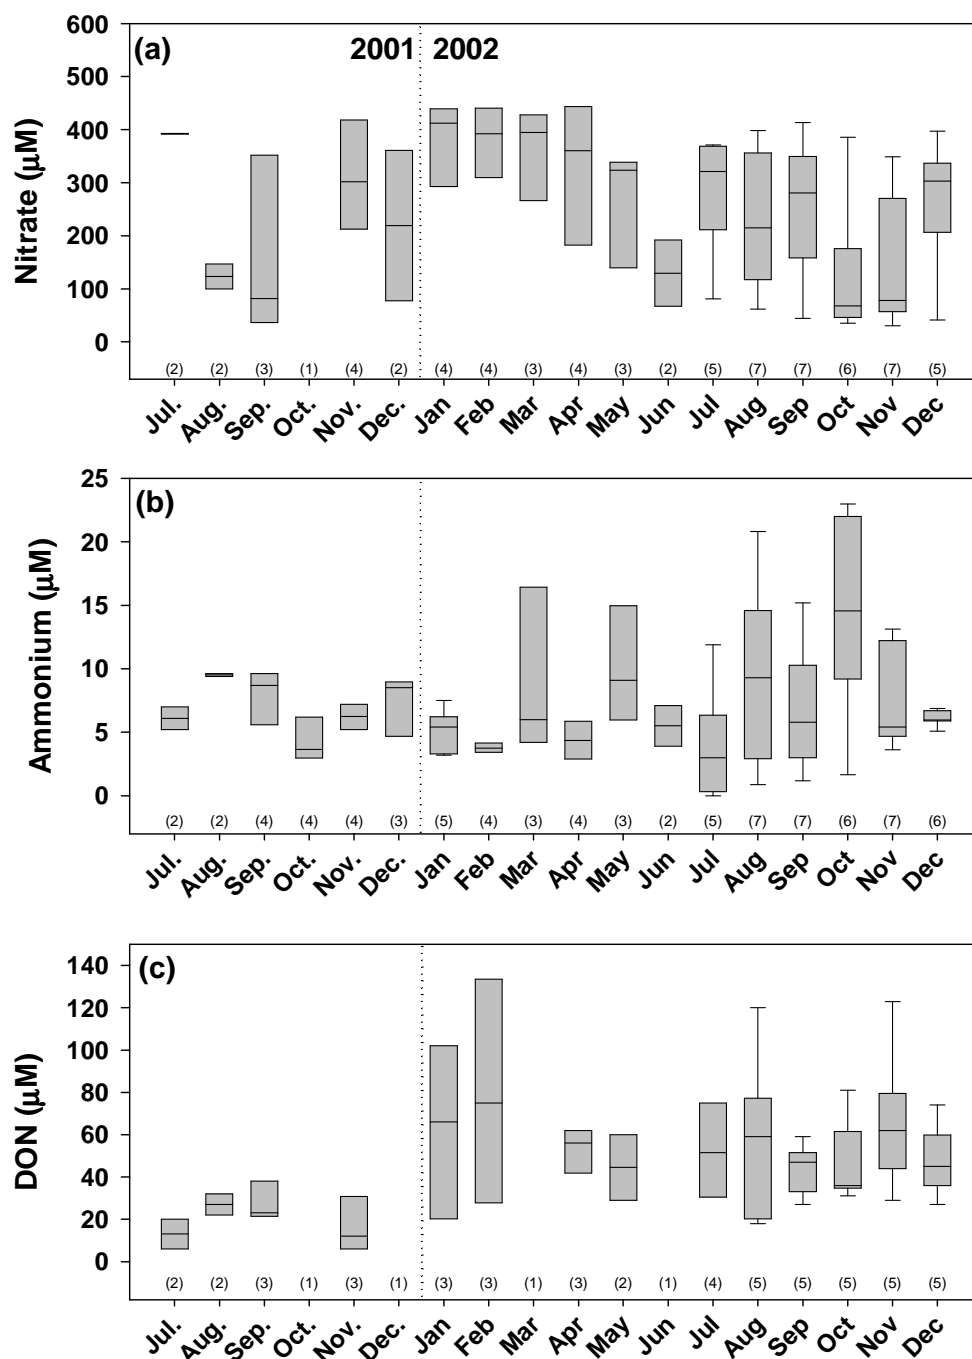 (a) 2001 2002
Nitrate (µM)
600
500
400
300
200
100
0
(2) (2) (3) (1) (4) (2) (4) (4) (3) (4) (3) (2) (5) (7) (7) (6) (7) (5)
Jul. Aug. Sep. Oct. Nov. Dec. Jan Feb Mar Apr May Jun Jul Aug Sep Oct Nov Dec
(b)
Ammonium (µM)
25
20
15
10
5
0
(2) (2) (4) (4) (4) (3) (5) (4) (3) (4) (3) (2) (5) (7) (7) (6) (7) (6)
Jul. Aug. Sep. Oct. Nov. Dec. Jan Feb Mar Apr May Jun Jul Aug Sep Oct Nov Dec
(c)
DON (µM)
140
120
100
80
60
40
20
0
(2) (2) (3) (1) (3) (1) (3) (3) (1) (3) (2) (1) (4) (5) (5) (5) (5) (5)
Jul. Aug. Sep. Oct. Nov. Dec. Jan Feb Mar Apr May Jun Jul Aug Sep Oct Nov Dec